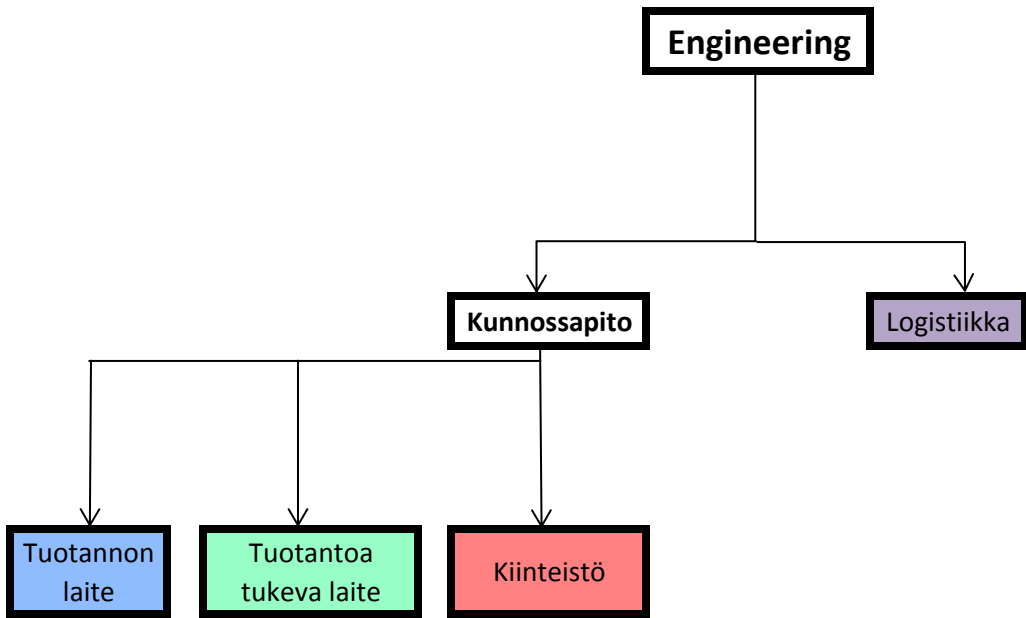 Engineering
Kunnossapito
Logistiikka
Tuotannon
laite
Tuotantoa
tukeva laite
Kiinteistö